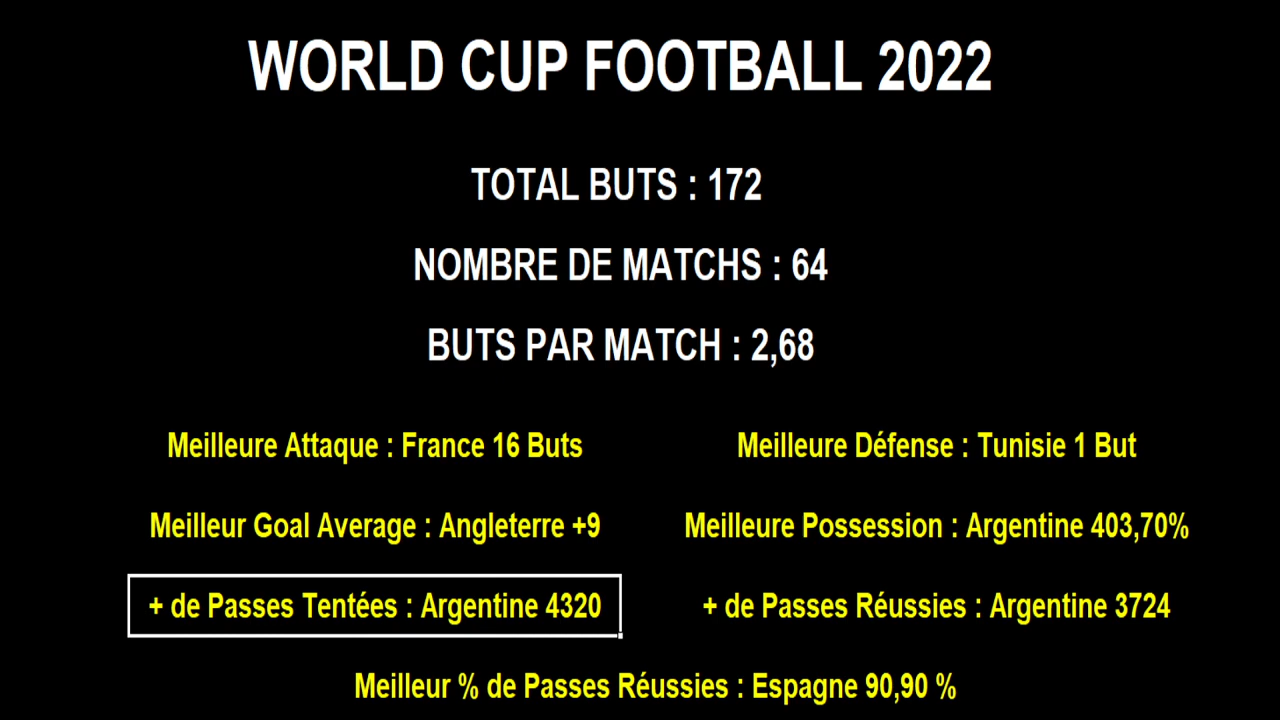 WORLD CUP FOOTBALL 2022
TOTAL BUTS : 172
NOMBRE DE MATCHS : 64
BUTS PAR MATCH : 2,68
Meilleure Attaque : France 16 Buts
Meilleure Défense : Tunisie 1 But
Meilleur Goal Average : Angleterre +9
Meilleure Possession : Argentine 403,70%
+ de Passes Tentées : Argentine 4320
+ de Passes Réussies : Argentine 3724
Meilleur % de Passes Réussies : Espagne 90,90 %